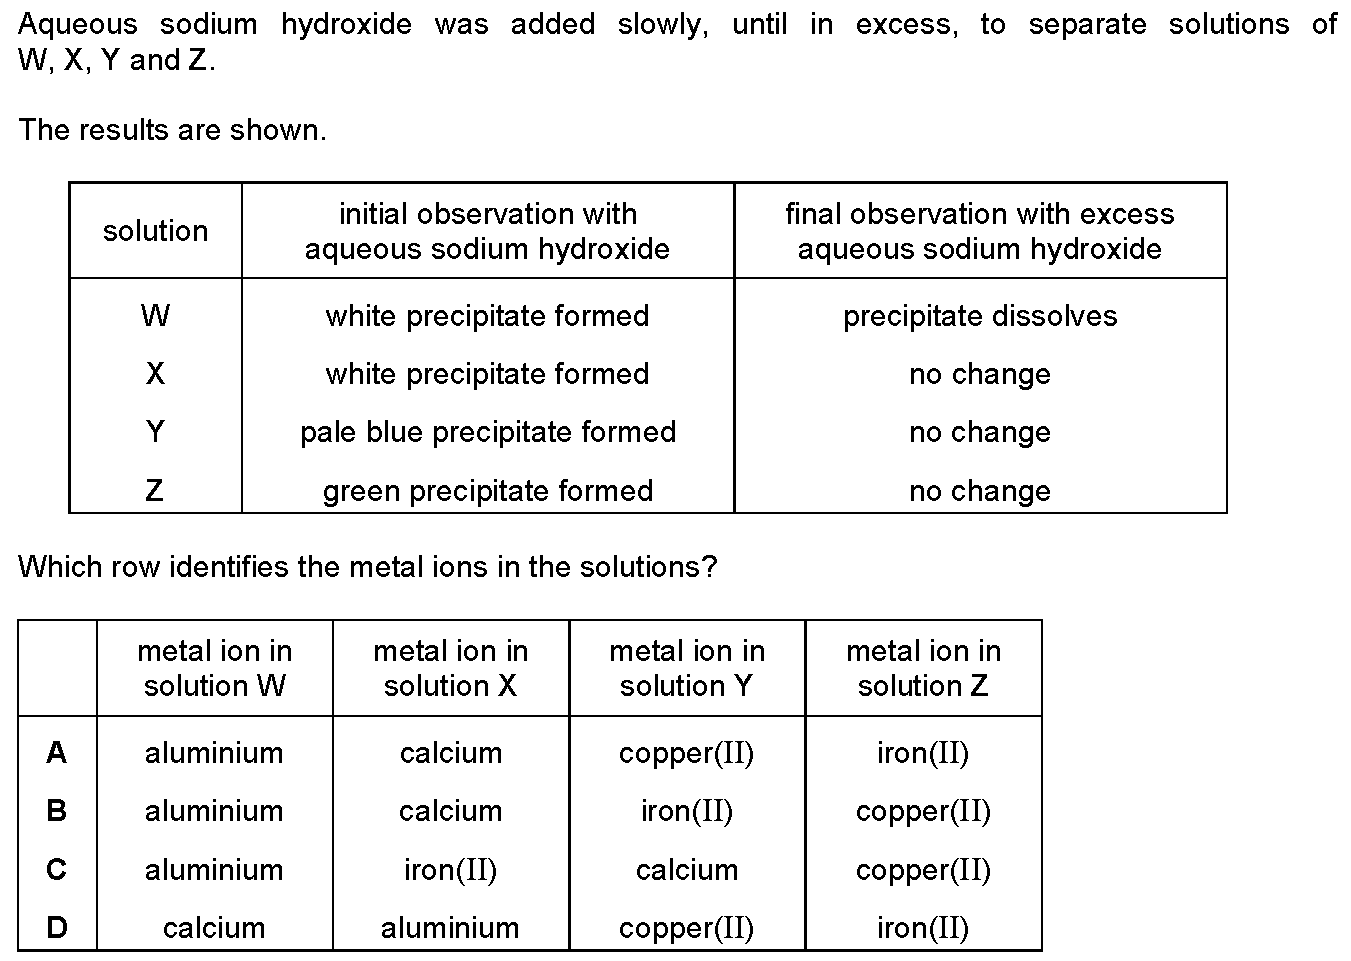 Aqueous sodium hydroxide was added slowly, until in excess, to separate solutions of
W, X, Y and Z.
The results are shown.
solution
initial observation with
aqueous sodium hydroxide
final observation with excess
aqueous sodium hydroxide
W white precipitate formed precipitate dissolves
X white precipitate formed no change
Y pale blue precipitate formed no change
Z green precipitate formed no change
Which row identifies the metal ions in the solutions?
metal ion in
solution W
metal ion in
solution X
metal ion in
solution Y
metal ion in
solution Z
A aluminium calcium copper(II) iron(II)
B aluminium calcium iron(II) copper(II)
C aluminium iron(II) calcium copper(II)
D calcium aluminium copper(II) iron(II)